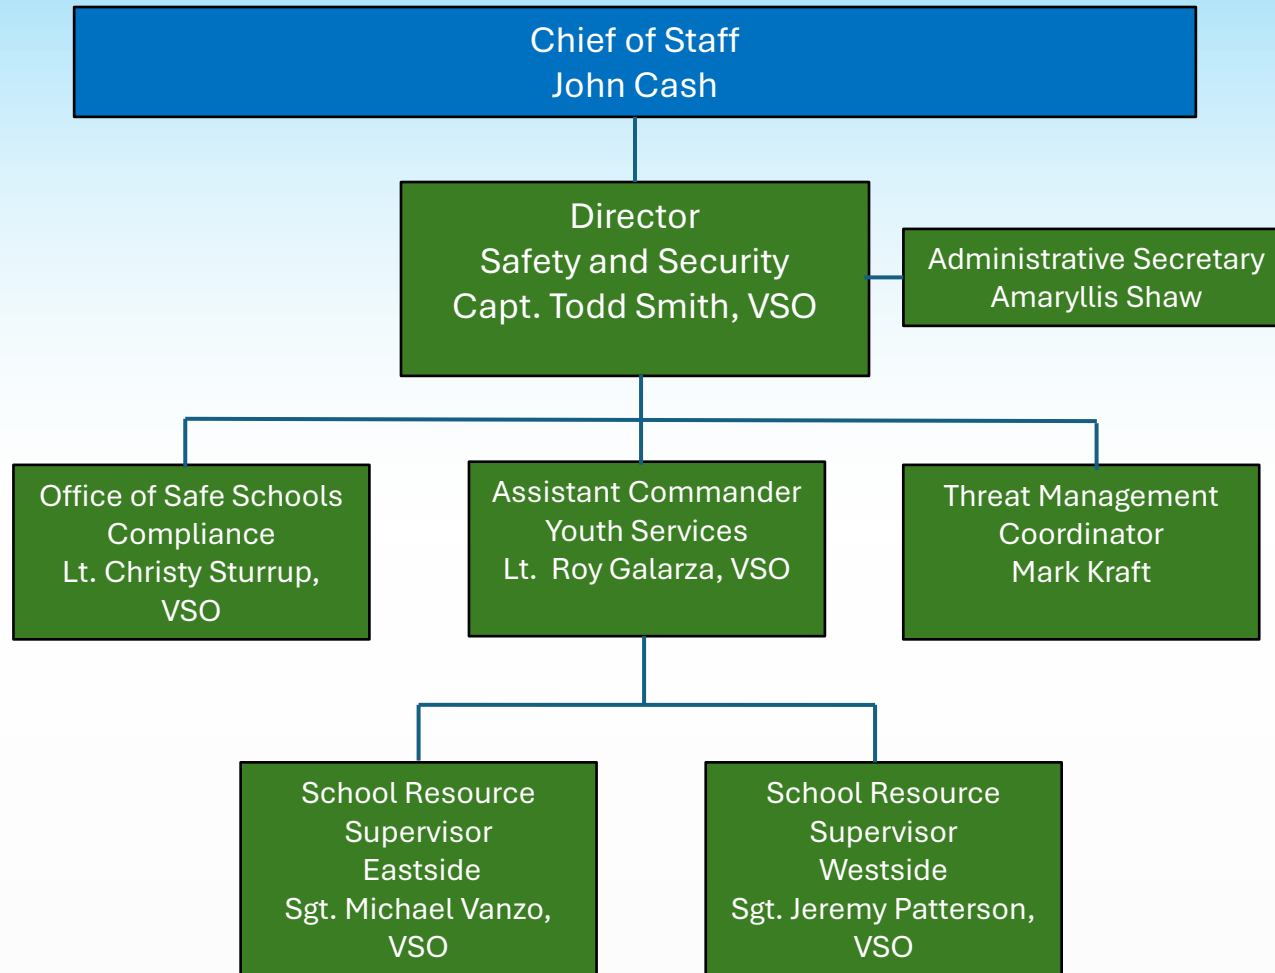 Chief of Staff
John Cash
Director
Safety and Security
Capt. Todd Smith, VSO
Administrative Secretary
Amaryllis Shaw
Office of Safe Schools
Compliance
Lt. Christy Sturrup,
VSO
Assistant Commander
Youth Services
Lt.  Roy Galarza, VSO
Threat Management
Coordinator
Mark Kraft
School Resource
Supervisor
Eastside
Sgt. Michael Vanzo,
VSO
School Resource
Supervisor
Westside
Sgt. Jeremy Patterson,
VSO